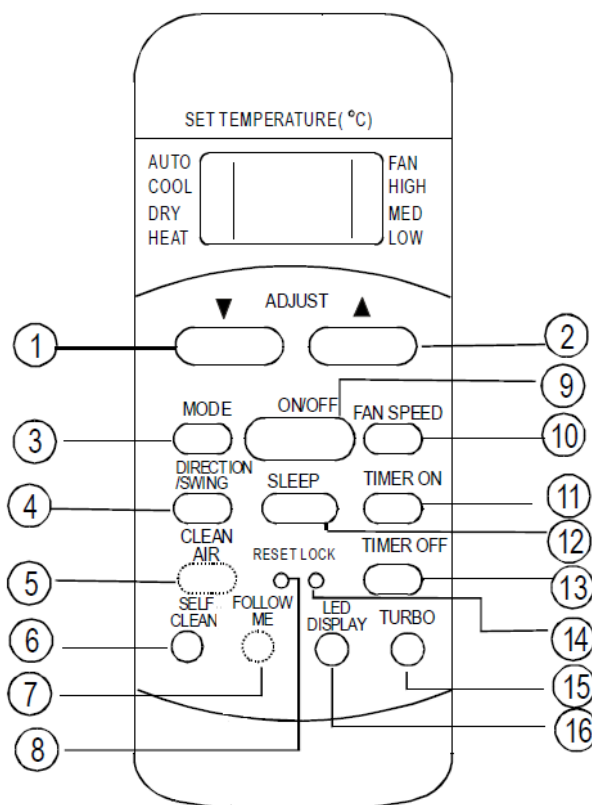 SET TEMPERATURE( °C)
AUTO
COOL
DRY
HEAT
FAN
HIGH
MED
LOW
▼ ADJUST ▲
1
2
9
MODE
ON/OFF
FAN SPEED
3
10
DIRECTION
/SWING
SLEEP
TIMER ON
4
11
12
CLEAN
AIR
RESET LOCK
TIMER OFF
5
13
SELF
CLEAN
FOLLOW
ME
LED
DISPLAY
TURBO
14
6
7
15
8
16